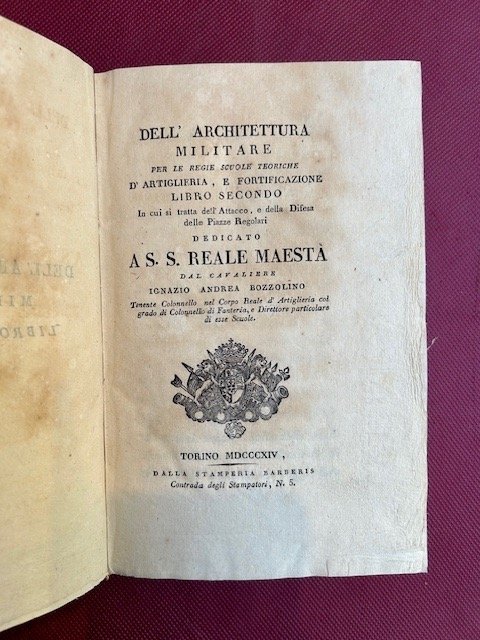 DELL' ARCHITETTURA
MILITARE
PER LE REGIE SCUOLE TEORICHE
D' ARTIGLIERIA, E FORTIFICAZIONE
LIBRO SECONDO
In cui si tratta dell' Attacco, e della Difesa
delle Piazze Regolari
DEDICATO
A S. S. REALE MAESTÀ
DAL CAVALIERE
IGNAZIO ANDREA BOZZOLINO
Tenente Colonnello nel Corpo Reale d' Artiglieria col
grado di Colonnello di Fanteria, e Direttore particolare
di esse Scuole.
TORINO MDCCCXIV,
DALLA STAMPERIA BARBERIS
Contrada degli Stampatori, N. 5.